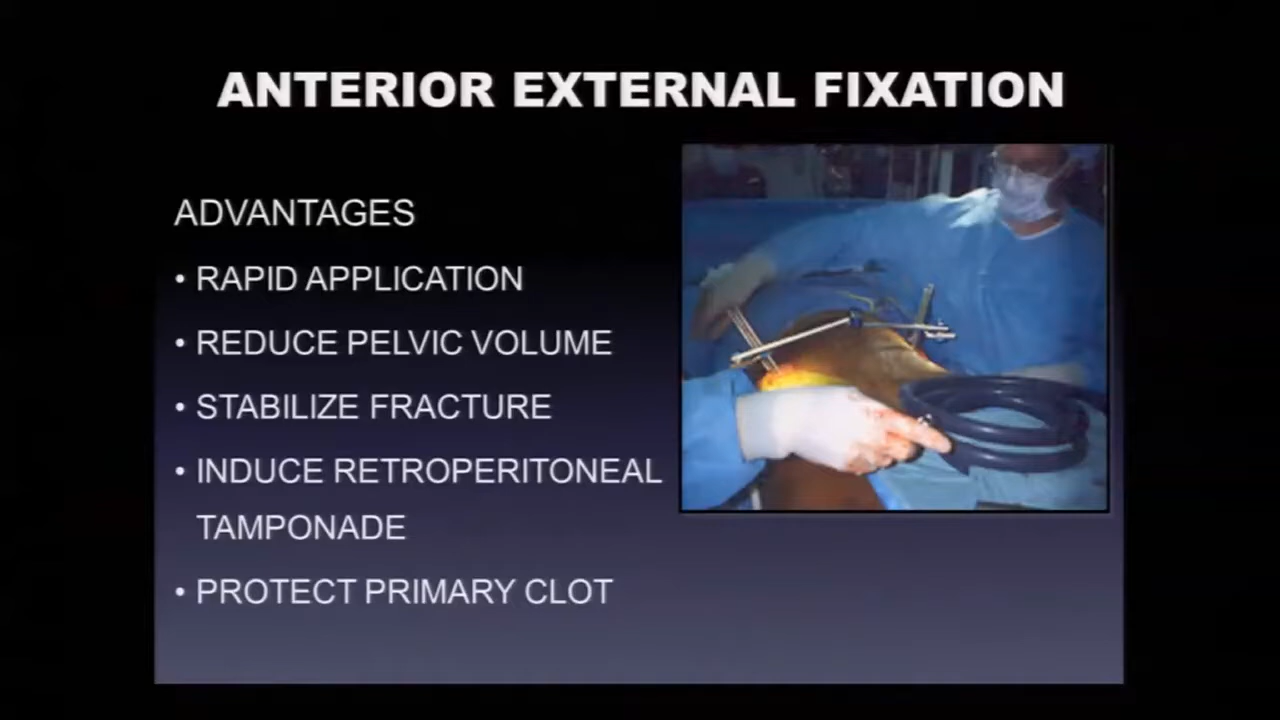 ANTERIOR EXTERNAL FIXATION
ADVANTAGES
• RAPID APPLICATION
• REDUCE PELVIC VOLUME
• STABILIZE FRACTURE
• INDUCE RETROPERITONEAL
TAMPONADE
• PROTECT PRIMARY CLOT